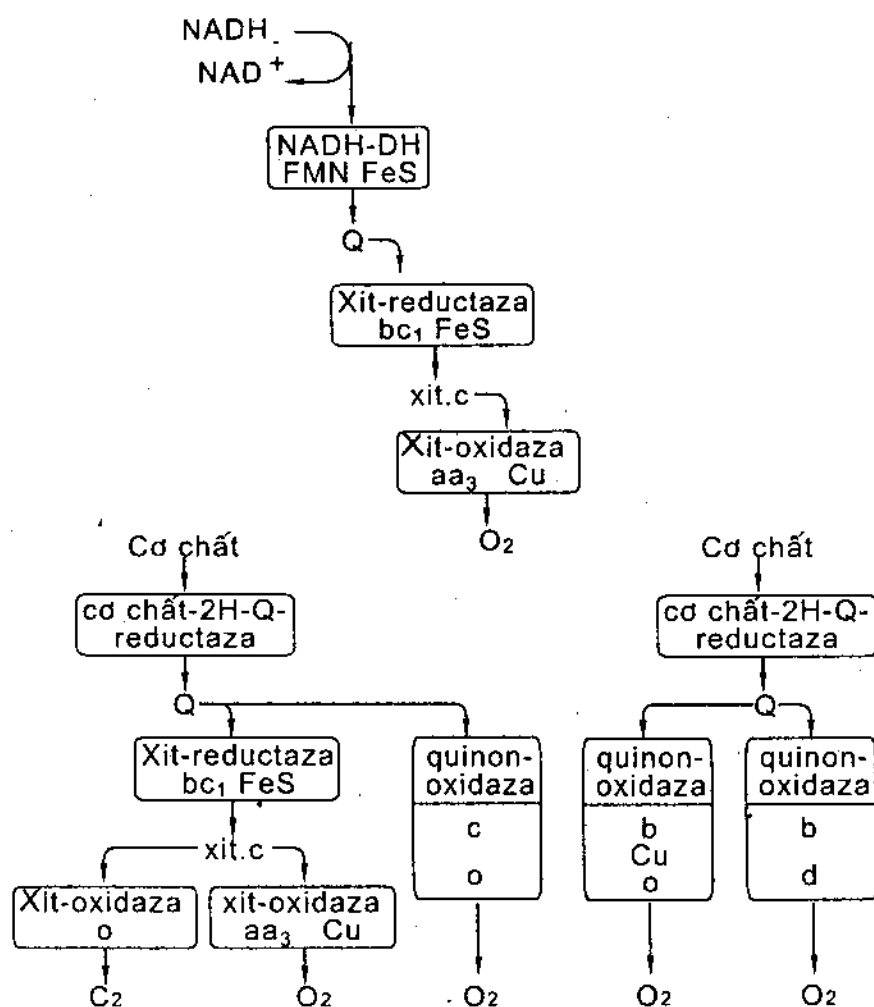 NADH
NAD+
NADH-DH
FMN FeS
Q
Xit-reductaza
bc₁ FeS
xit.c
Xit-oxidaza
aa₃ Cu
O₂
Cơ chất
cơ chất-2H-Q-
reductaza
Q
Xit-reductaza
bc₁ FeS
xit.c
Xit-oxidaza
o
C₂
xit-oxidaza
aa₃ Cu
O₂
quinon-
oxidaza
c
o
O₂
Cơ chất
cơ chất-2H-Q-
reductaza
Q
quinon-
oxidaza
b
Cu
o
O₂
quinon-
oxidaza
b
d
O₂